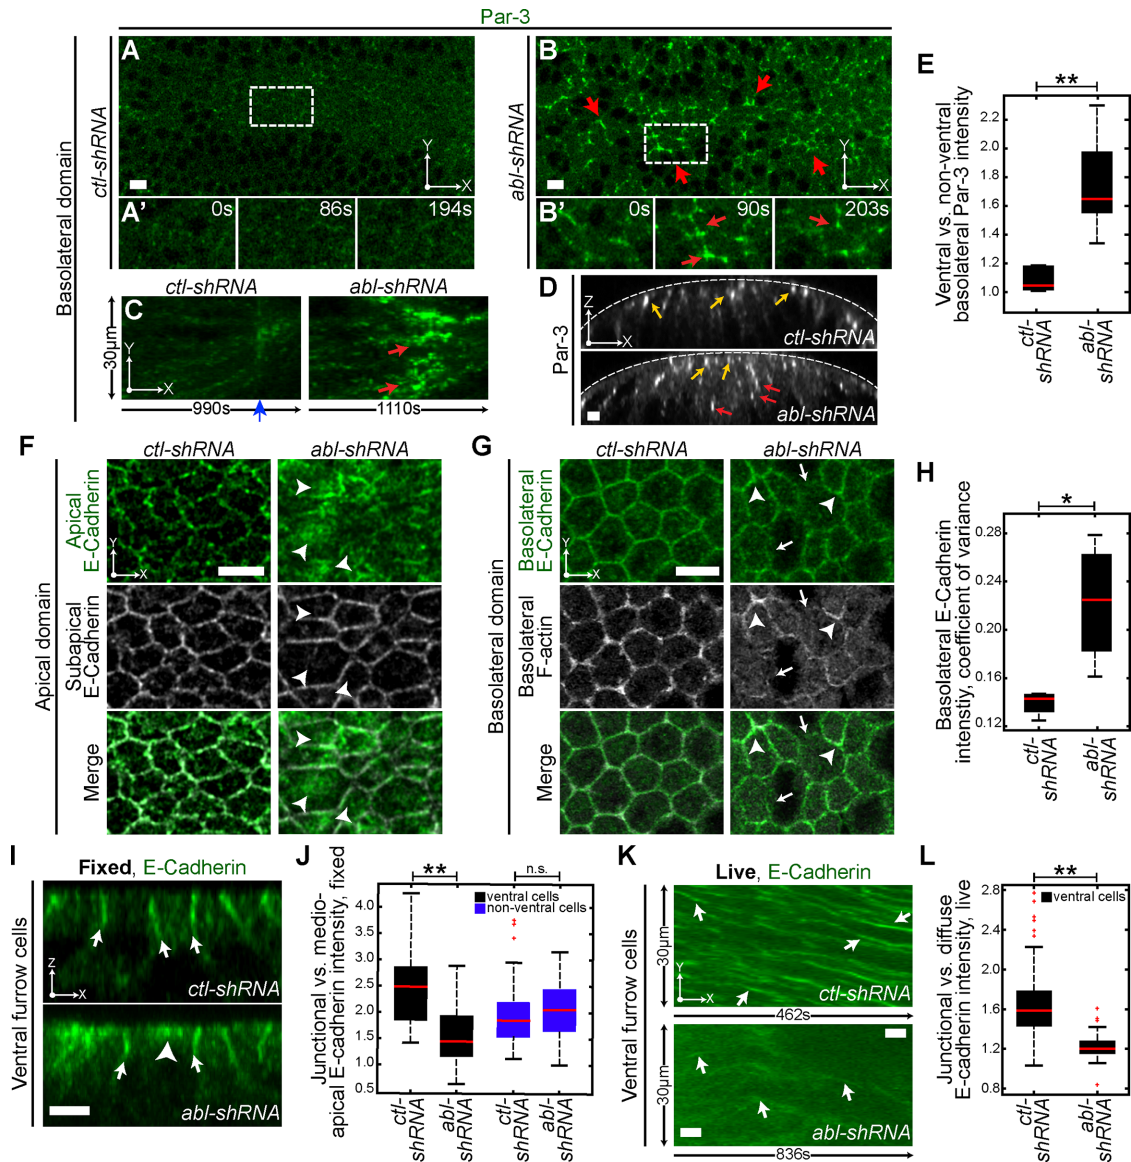 Par-3
Basolateral domain
ctl-shRNA
A
Y
X
A'
0s
86s
194s
abl-shRNA
B
Y
X
B'
0s
90s
203s
ctl-shRNA
abl-shRNA
C
30µm
Y
X
990s
1110s
Par-3
D
Z
X
ctl-shRNA
abl-shRNA
E
**
Ventral vs. non-ventral
basolateral Par-3 intensity
2.2
2.0
1.8
1.6
1.4
1.2
1.0
ctl-
shRNA
abl-
shRNA
F
ctl-shRNA
abl-shRNA
Apical domain
Apical
E-Cadherin
Y
X
Subapical
E-Cadherin
Merge
G
ctl-shRNA
abl-shRNA
Basolateral domain
Basolateral
E-Cadherin
Y
X
Basolateral
F-actin
Merge
H
*
Basolateral E-Cadherin
intenstiy, coefficient of variance
0.28
0.24
0.20
0.16
0.12
ctl-
shRNA
abl-
shRNA
I
Fixed, E-Cadherin
Ventral furrow cells
Z
X
ctl-shRNA
abl-shRNA
J
**
n.s.
ventral cells
non-ventral cells
Junctional vs. medio-
apical E-cadherin intensity, fixed
4.0
3.5
3.0
2.5
2.0
1.5
1.0
0.5
ctl-
shRNA
abl-
shRNA
ctl-
shRNA
abl-
shRNA
K
Live, E-Cadherin
Ventral furrow cells
30µm
Y
X
ctl-shRNA
462s
30µm
abl-shRNA
836s
L
**
ventral cells
Junctional vs. diffuse
E-cadherin intensity, live
2.8
2.4
2.0
1.6
1.2
0.8
ctl-
shRNA
abl-
shRNA